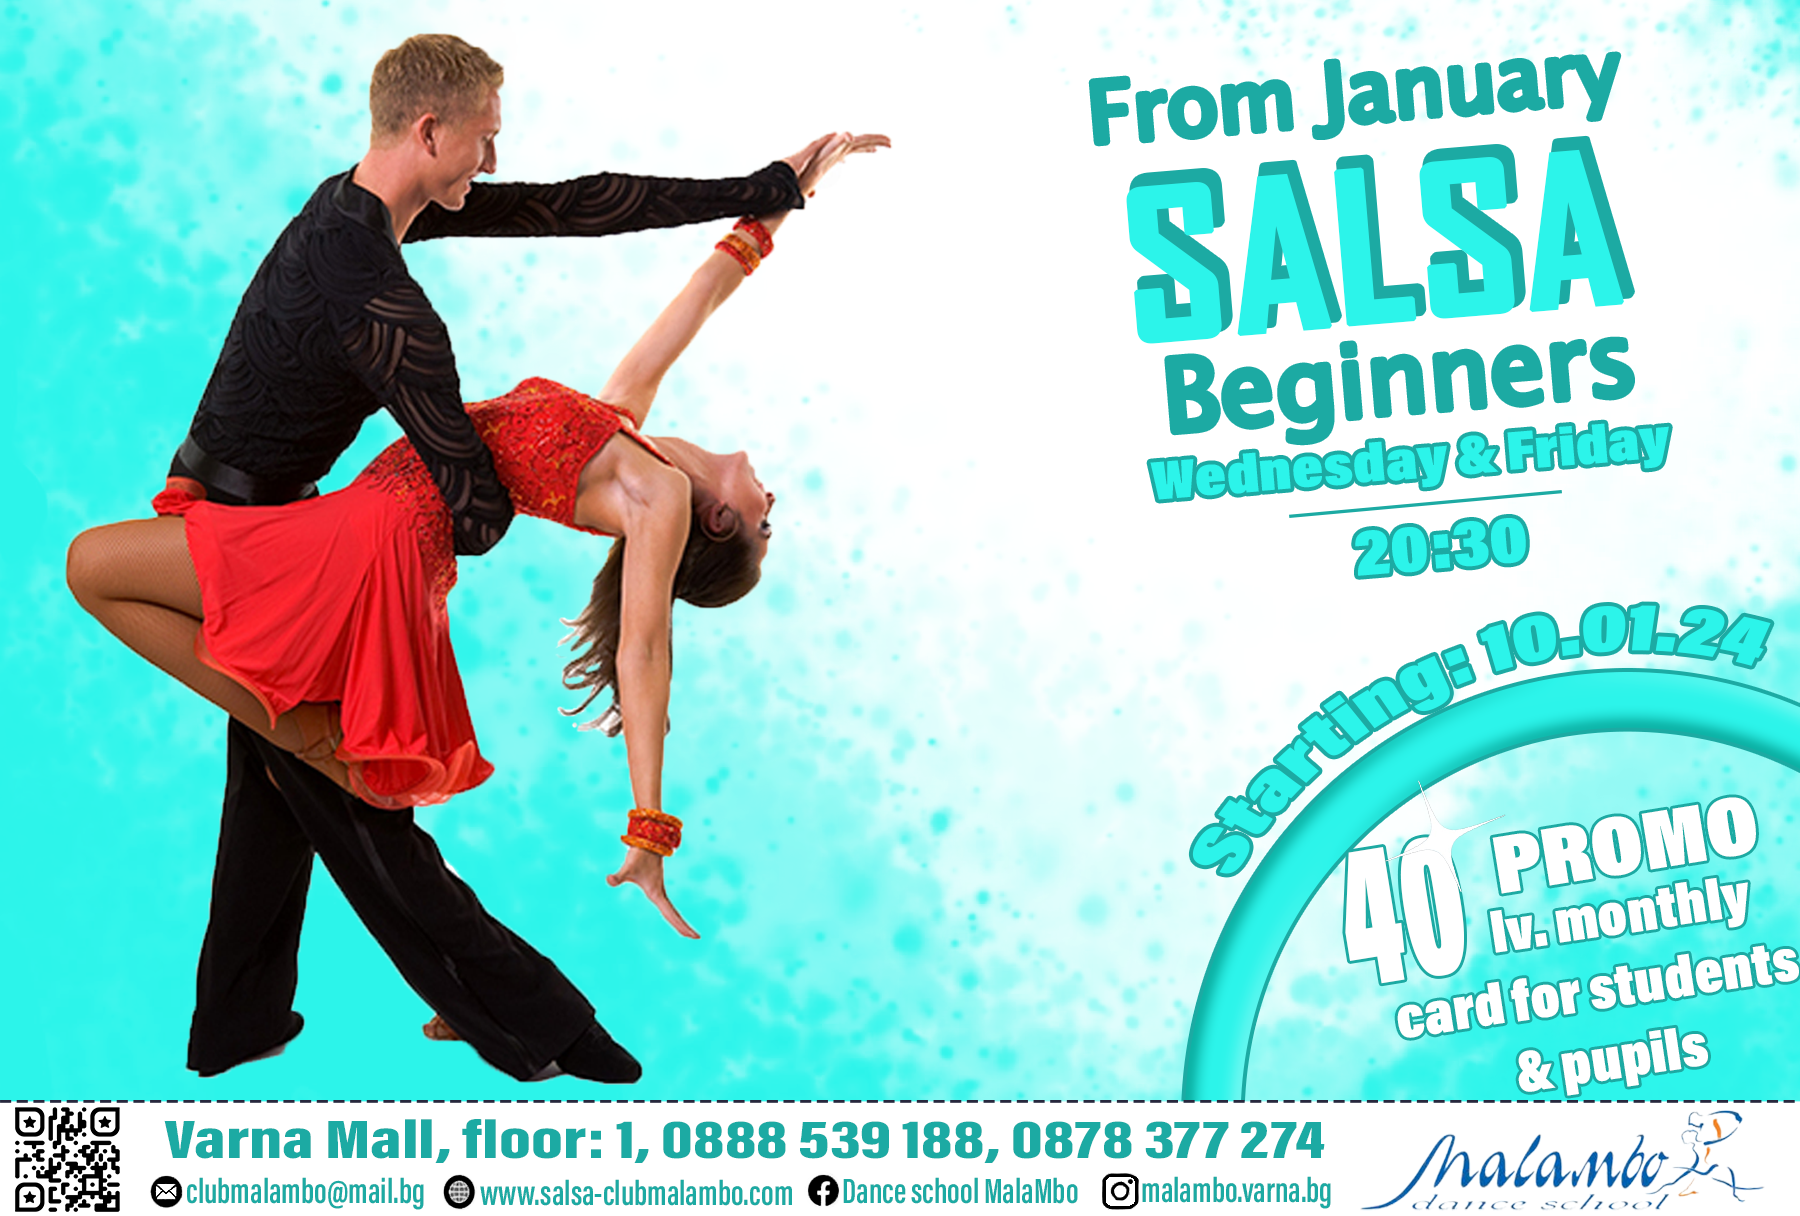 From January
SALSA
Beginners
Wednesday & Friday
20:30
Starting: 10.01.24
40 PROMO
lv. monthly
card for students
& pupils
Varna Mall, floor: 1, 0888 539 188, 0878 377 274
clubmalambo@mail.bg www.salsa-clubmalambo.com Dance school MalaMbo malambo.varna.bg
Malambo
dance school